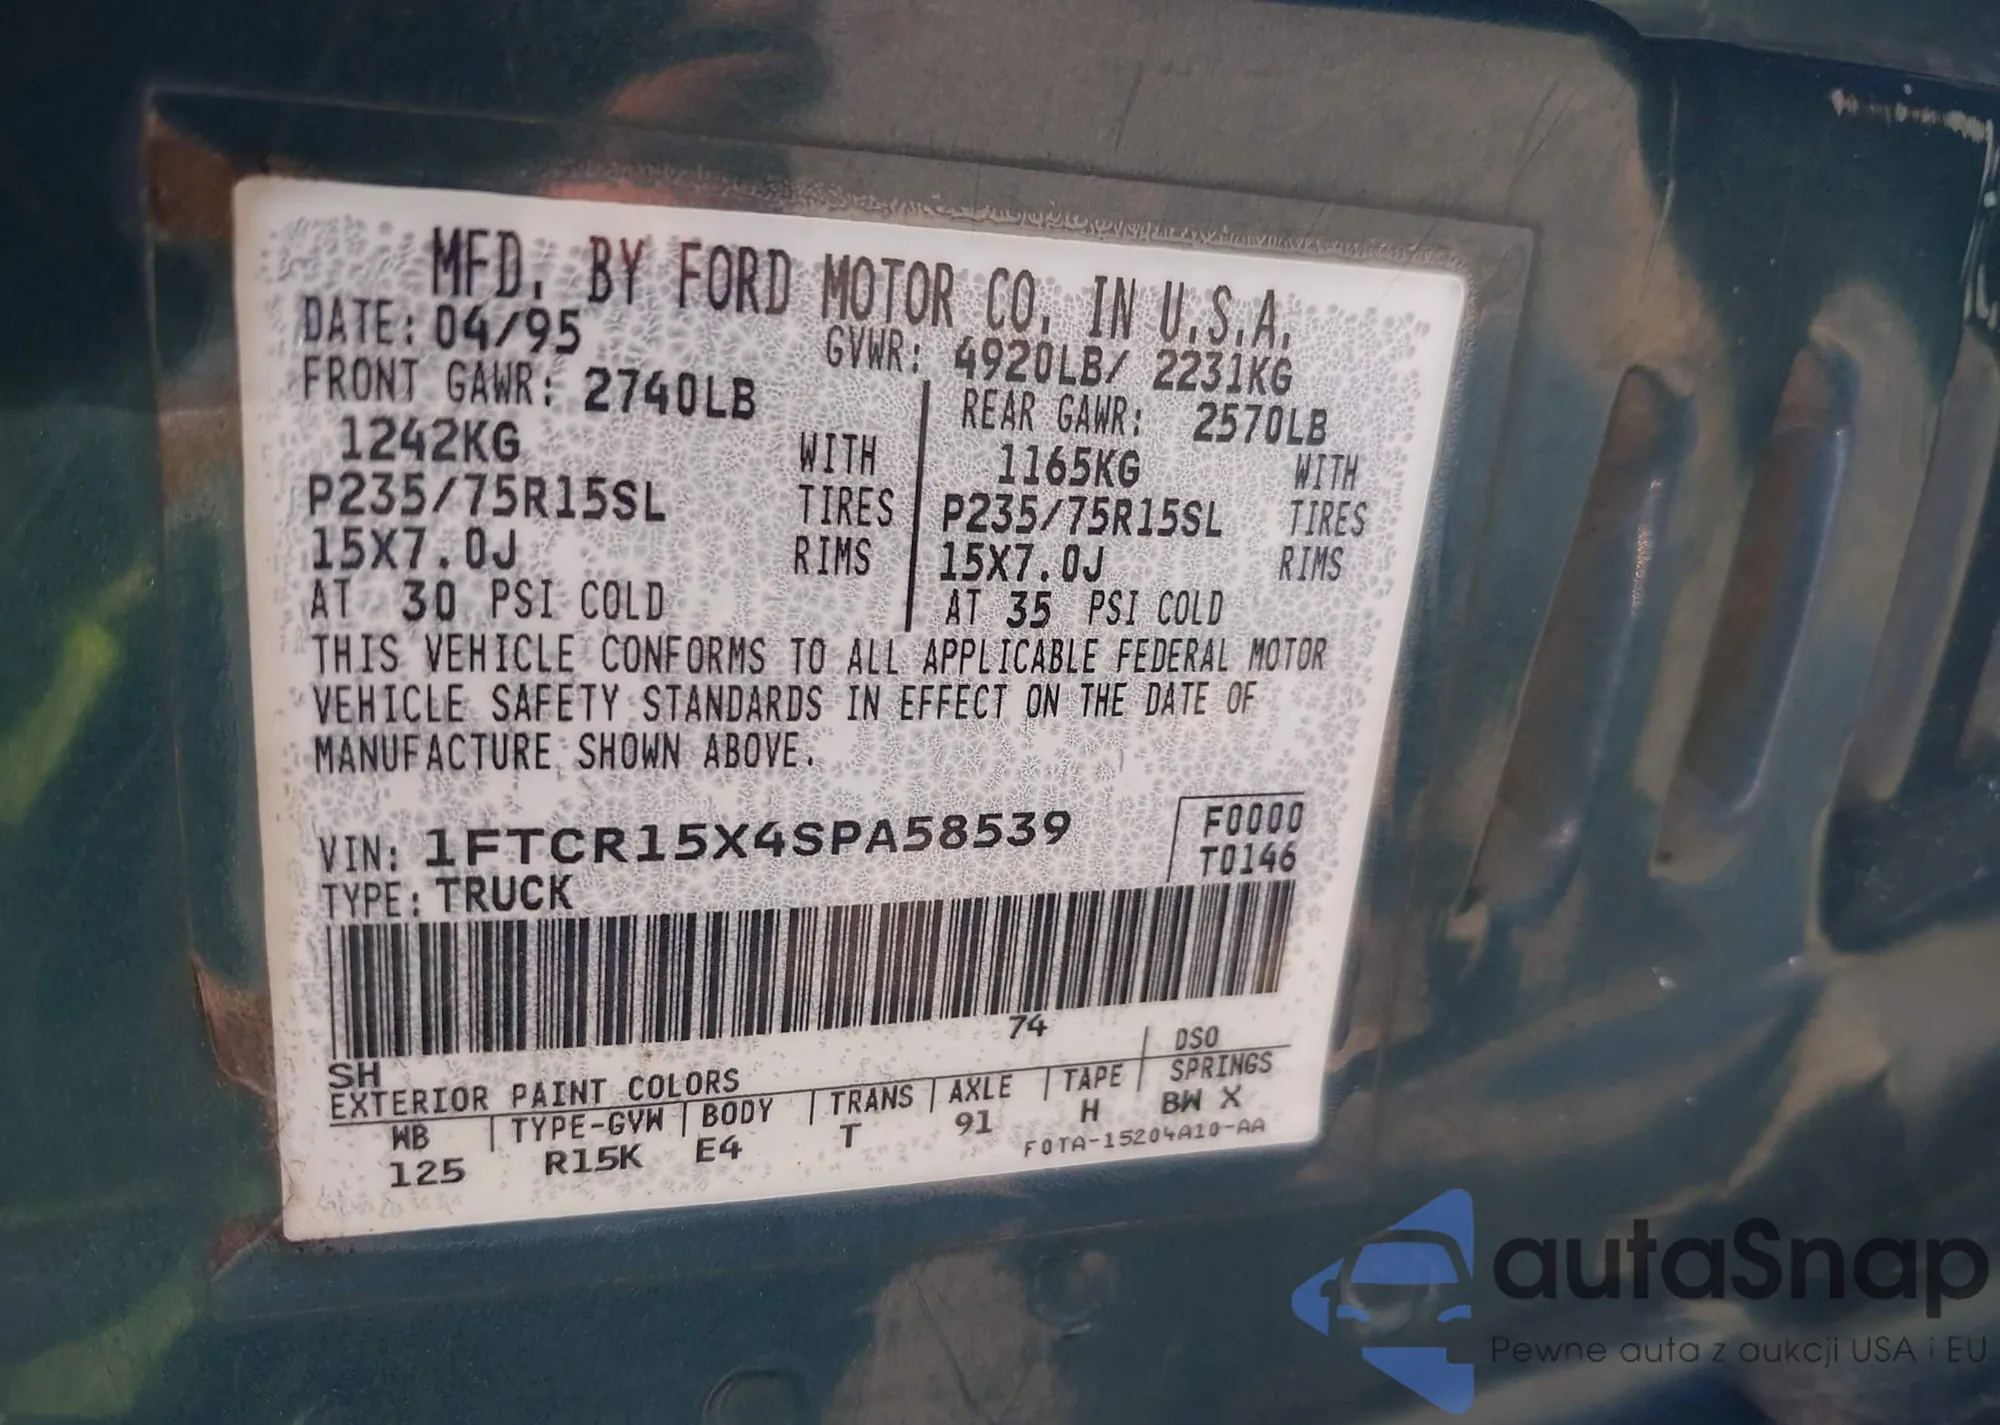 MFD. BY FORD MOTOR CO. IN U.S.A.
DATE: 04/95 GVWR: 4920LB/ 2231KG
FRONT GAWR: 2740LB REAR GAWR: 2570LB
1242KG WITH 1165KG WITH
P235/75R15SL TIRES P235/75R15SL TIRES
15X7.0J RIMS 15X7.0J RIMS
AT 30 PSI COLD AT 35 PSI COLD
THIS VEHICLE CONFORMS TO ALL APPLICABLE FEDERAL MOTOR
VEHICLE SAFETY STANDARDS IN EFFECT ON THE DATE OF
MANUFACTURE SHOWN ABOVE.
VIN: 1FTCR15X4SPA58539 F0000
TYPE: TRUCK T0146
SH 74
EXTERIOR PAINT COLORS DSO
WB TYPE-GVW BODY TRANS AXLE TAPE SPRINGS
125 R15K E4 T 91 H BW X
F0TA-15204A10-AA
autaSnap
Pewne auta z aukcji USA i EU